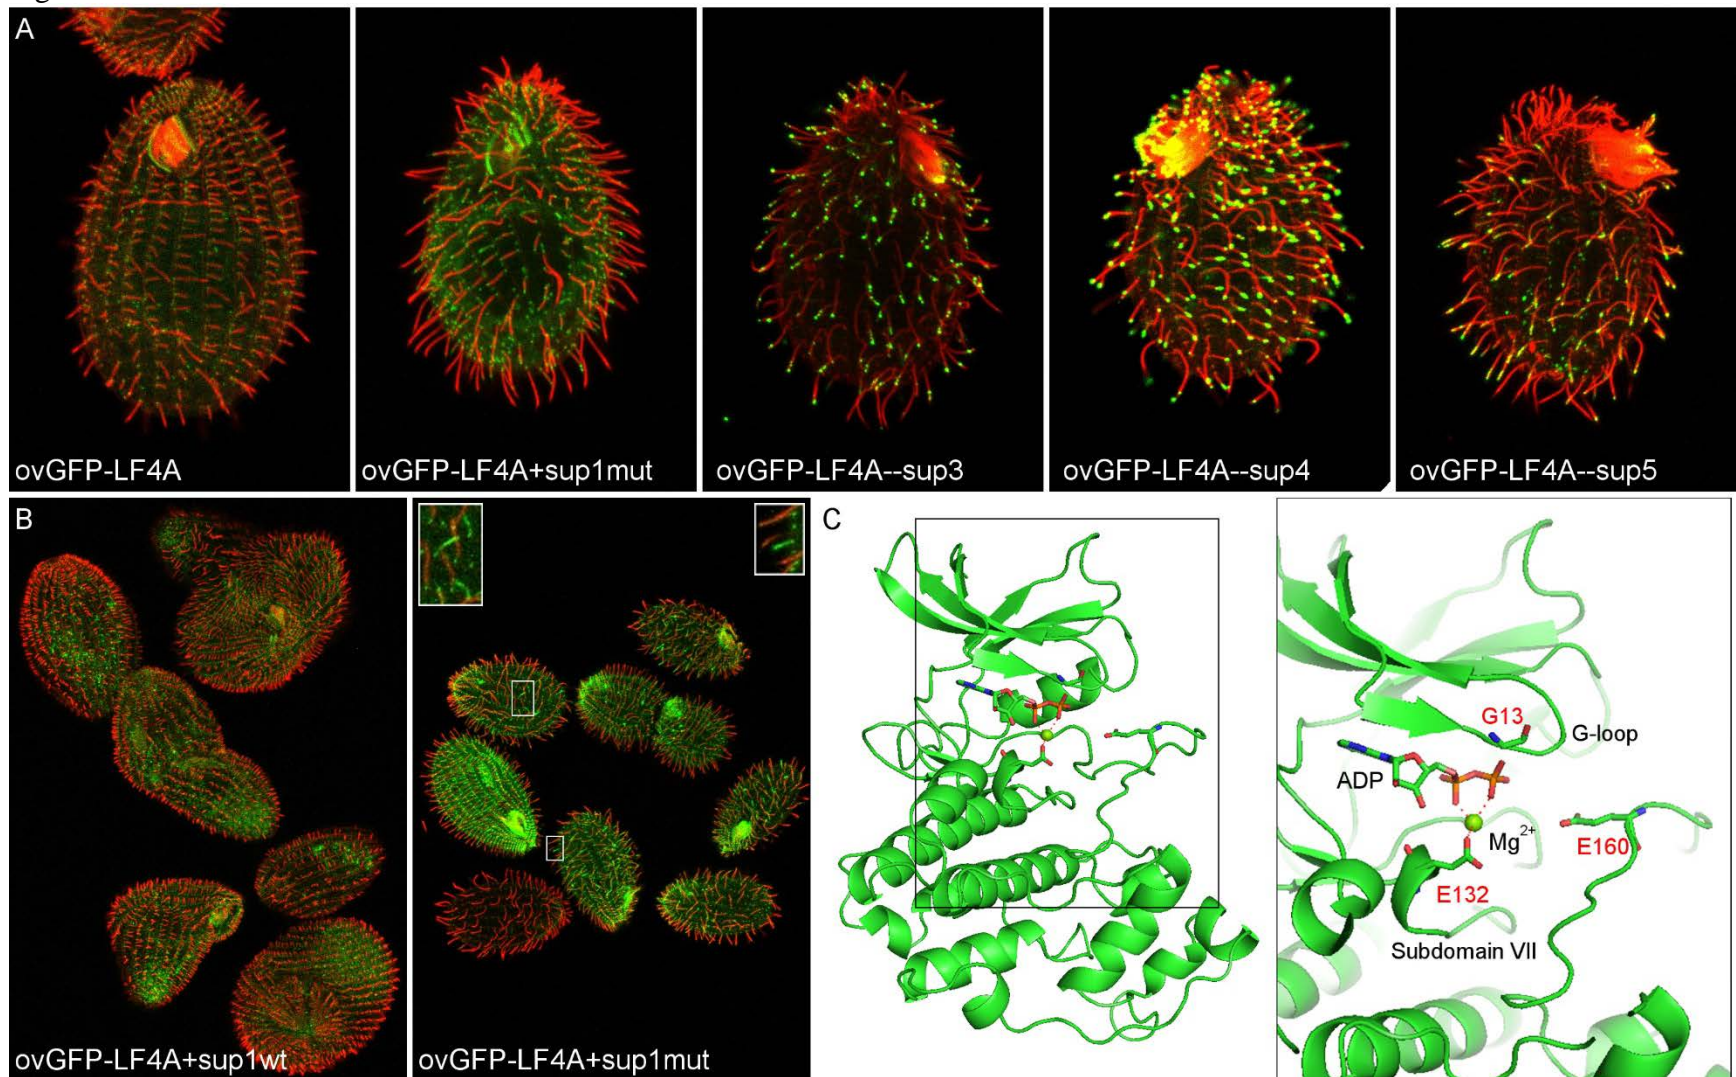 A
ovGFP-LF4A
ovGFP-LF4A+sup1mut
ovGFP-LF4A--sup3
ovGFP-LF4A--sup4
ovGFP-LF4A--sup5
B
ovGFP-LF4A+sup1wt
ovGFP-LF4A+sup1mut
C
G13
G-loop
ADP
Mg²⁺
E160
E132
Subdomain VII